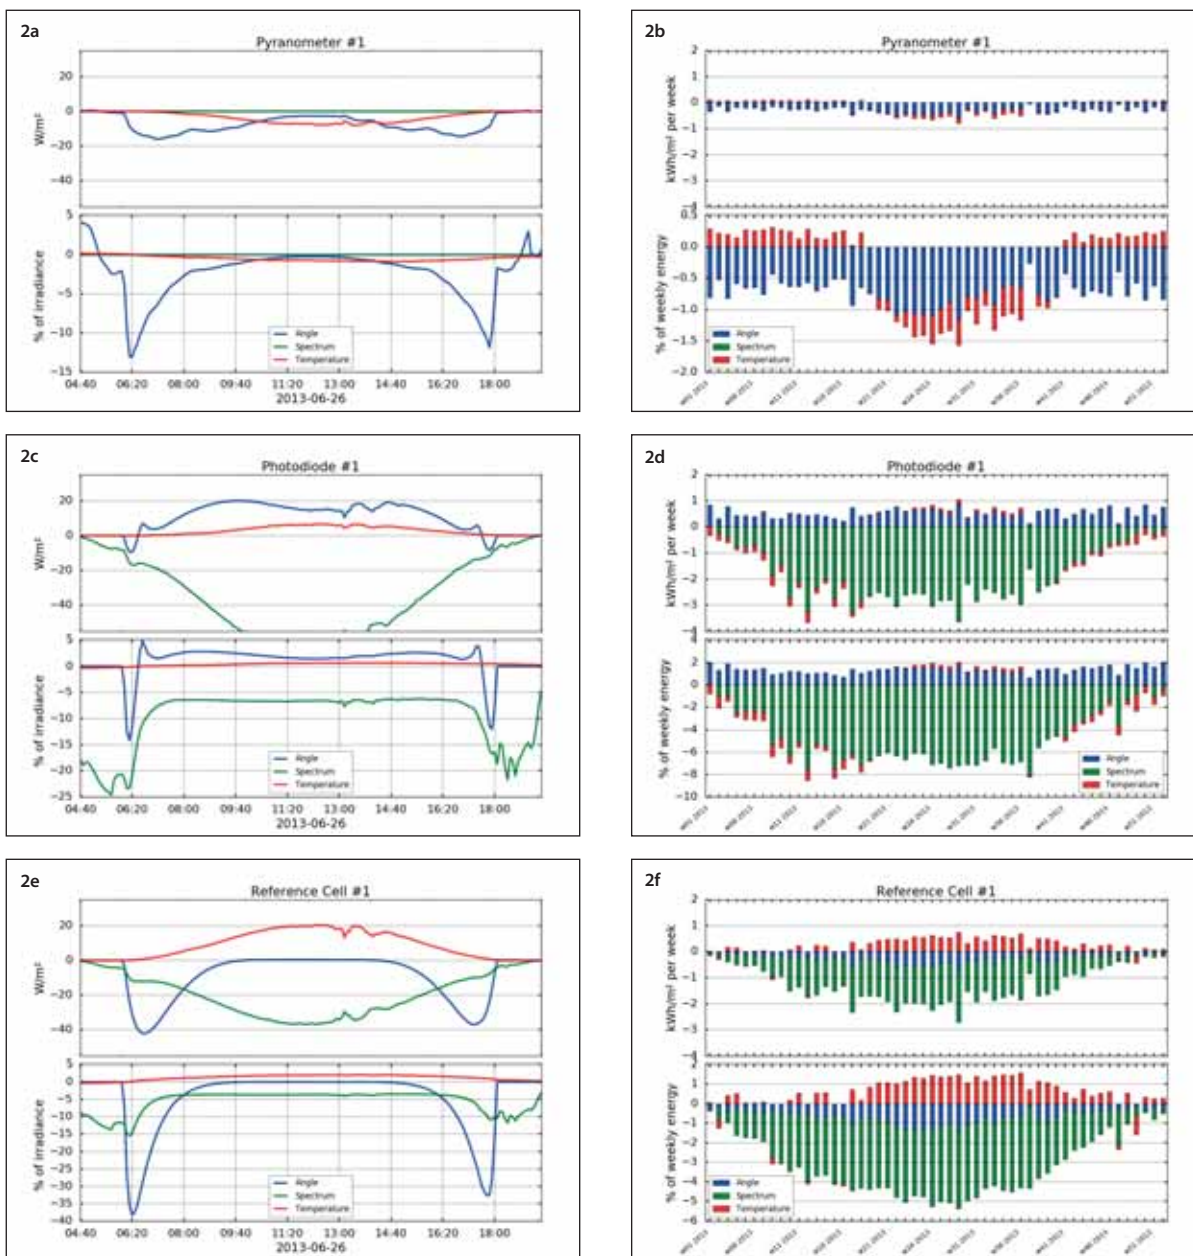 2a
Pyranometer #1
20
0
−20
−40
W/m²
5
0
−5
−10
−15
% of irradiance
Angle
Spectrum
Temperature
04:40 06:20 08:00 09:40 11:20 13:00 14:40 16:20 18:00
2013-06-26
2b
Pyranometer #1
2
1
0
−1
−2
−3
−4
kWh/m² per week
0.5
0.0
−0.5
−1.0
−1.5
−2.0
% of weekly energy
Angle
Spectrum
Temperature
2c
Photodiode #1
20
0
−20
−40
W/m²
5
0
−5
−10
−15
−20
−25
% of irradiance
Angle
Spectrum
Temperature
04:40 06:20 08:00 09:40 11:20 13:00 14:40 16:20 18:00
2013-06-26
2d
Photodiode #1
2
1
0
−1
−2
−3
−4
kWh/m² per week
4
2
0
−2
−4
−6
−8
−10
% of weekly energy
Angle
Spectrum
Temperature
2e
Reference Cell #1
20
0
−20
−40
W/m²
5
0
−5
−10
−15
−20
−25
−30
−35
−40
% of irradiance
Angle
Spectrum
Temperature
04:40 06:20 08:00 09:40 11:20 13:00 14:40 16:20 18:00
2013-06-26
2f
Reference Cell #1
2
1
0
−1
−2
−3
−4
kWh/m² per week
2
1
0
−1
−2
−3
−4
−5
−6
% of weekly energy
Angle
Spectrum
Temperature